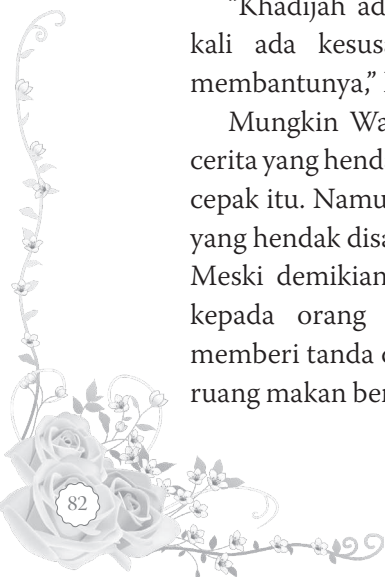 “Khadijah ad
kali ada kesusa
membantunya,”
Mungkin Wa
cerita yang hend
cepak itu. Namu
yang hendak disa
Meski demikian
kepada orang
memberi tanda
ruang makan ber
82